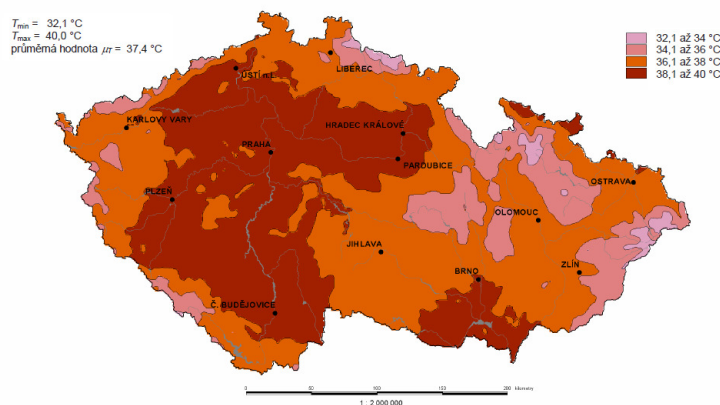 Tmin = 32,1 °C
Tmax = 40,0 °C
průměrná hodnota μT = 37,4 °C
32,1 až 34 °C
34,1 až 36 °C
36,1 až 38 °C
38,1 až 40 °C
LIBEREC
ÚSTÍ n.L.
KARLOVY VARY
HRADEC KRÁLOVÉ
PRAHA
PARDUBICE
OSTRAVA
PLZEŇ
OLOMOUC
JIHLAVA
BRNO
ZLÍN
Č. BUDĚJOVICE
0 50 100 150 200 kilometry
1 : 2 000 000